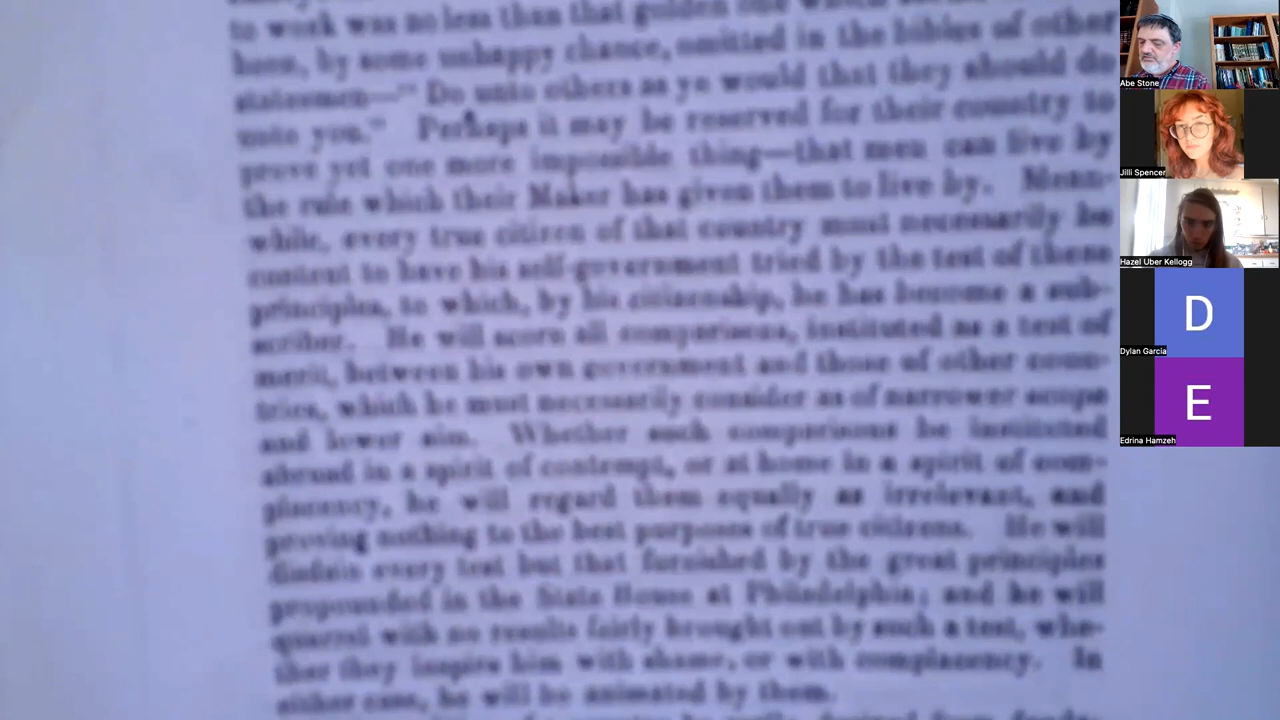 to work was no less than that golden one which
been, by some unhappy chance, omitted in the bibles of other
statesmen—"Do unto others as ye would that they should do
unto you." Perhaps it may be reserved for their country to
prove yet one more impossible thing—that men can live by
the rule which their Maker has given them to live by. Mean-
while, every true citizen of that country must necessarily be
content to have his self-government tried by the test of these
principles, to which, by his citizenship, he has become a sub-
scriber. He will scorn all comparisons, instituted as a test of
merit, between his own government and those of other coun-
tries, which he must necessarily consider as of narrower scope
and lower aim. Whether such comparisons be instituted
abroad in a spirit of contempt, or at home in a spirit of com-
placency, he will regard them equally as irrelevant, and
proving nothing to the best purposes of true citizens. He will
disdain every test but that furnished by the great principles
propounded in the State House at Philadelphia; and he will
quarrel with no results fairly brought out by such a test, whe-
ther they inspire him with shame, or with complacency. In
either case, he will be animated by them.
Abe Stone
Jilli Spencer
Hazel Uber Kellogg
D
Dylan Garcia
E
Edrina Hamzeh